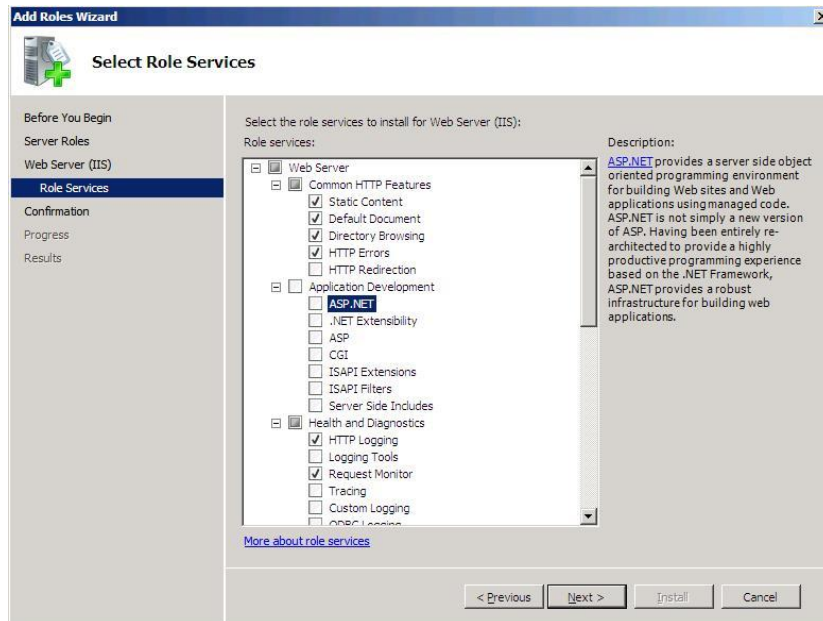 Add Roles Wizard
Select Role Services
Before You Begin
Server Roles
Web Server (IIS)
Role Services
Confirmation
Progress
Results
Select the role services to install for Web Server (IIS):
Role services:
Web Server
Common HTTP Features
Static Content
Default Document
Directory Browsing
HTTP Errors
HTTP Redirection
Application Development
ASP.NET
.NET Extensibility
ASP
CGI
ISAPI Extensions
ISAPI Filters
Server Side Includes
Health and Diagnostics
HTTP Logging
Logging Tools
Request Monitor
Tracing
Custom Logging
ODBC Logging
More about role services
Description:
ASP.NET provides a server side object
oriented programming environment
for building Web sites and Web
applications using managed code.
ASP.NET is not simply a new version
of ASP. Having been entirely re-
architected to provide a highly
productive programming experience
based on the .NET Framework,
ASP.NET provides a robust
infrastructure for building web
applications.
< Previous
Next >
Install
Cancel